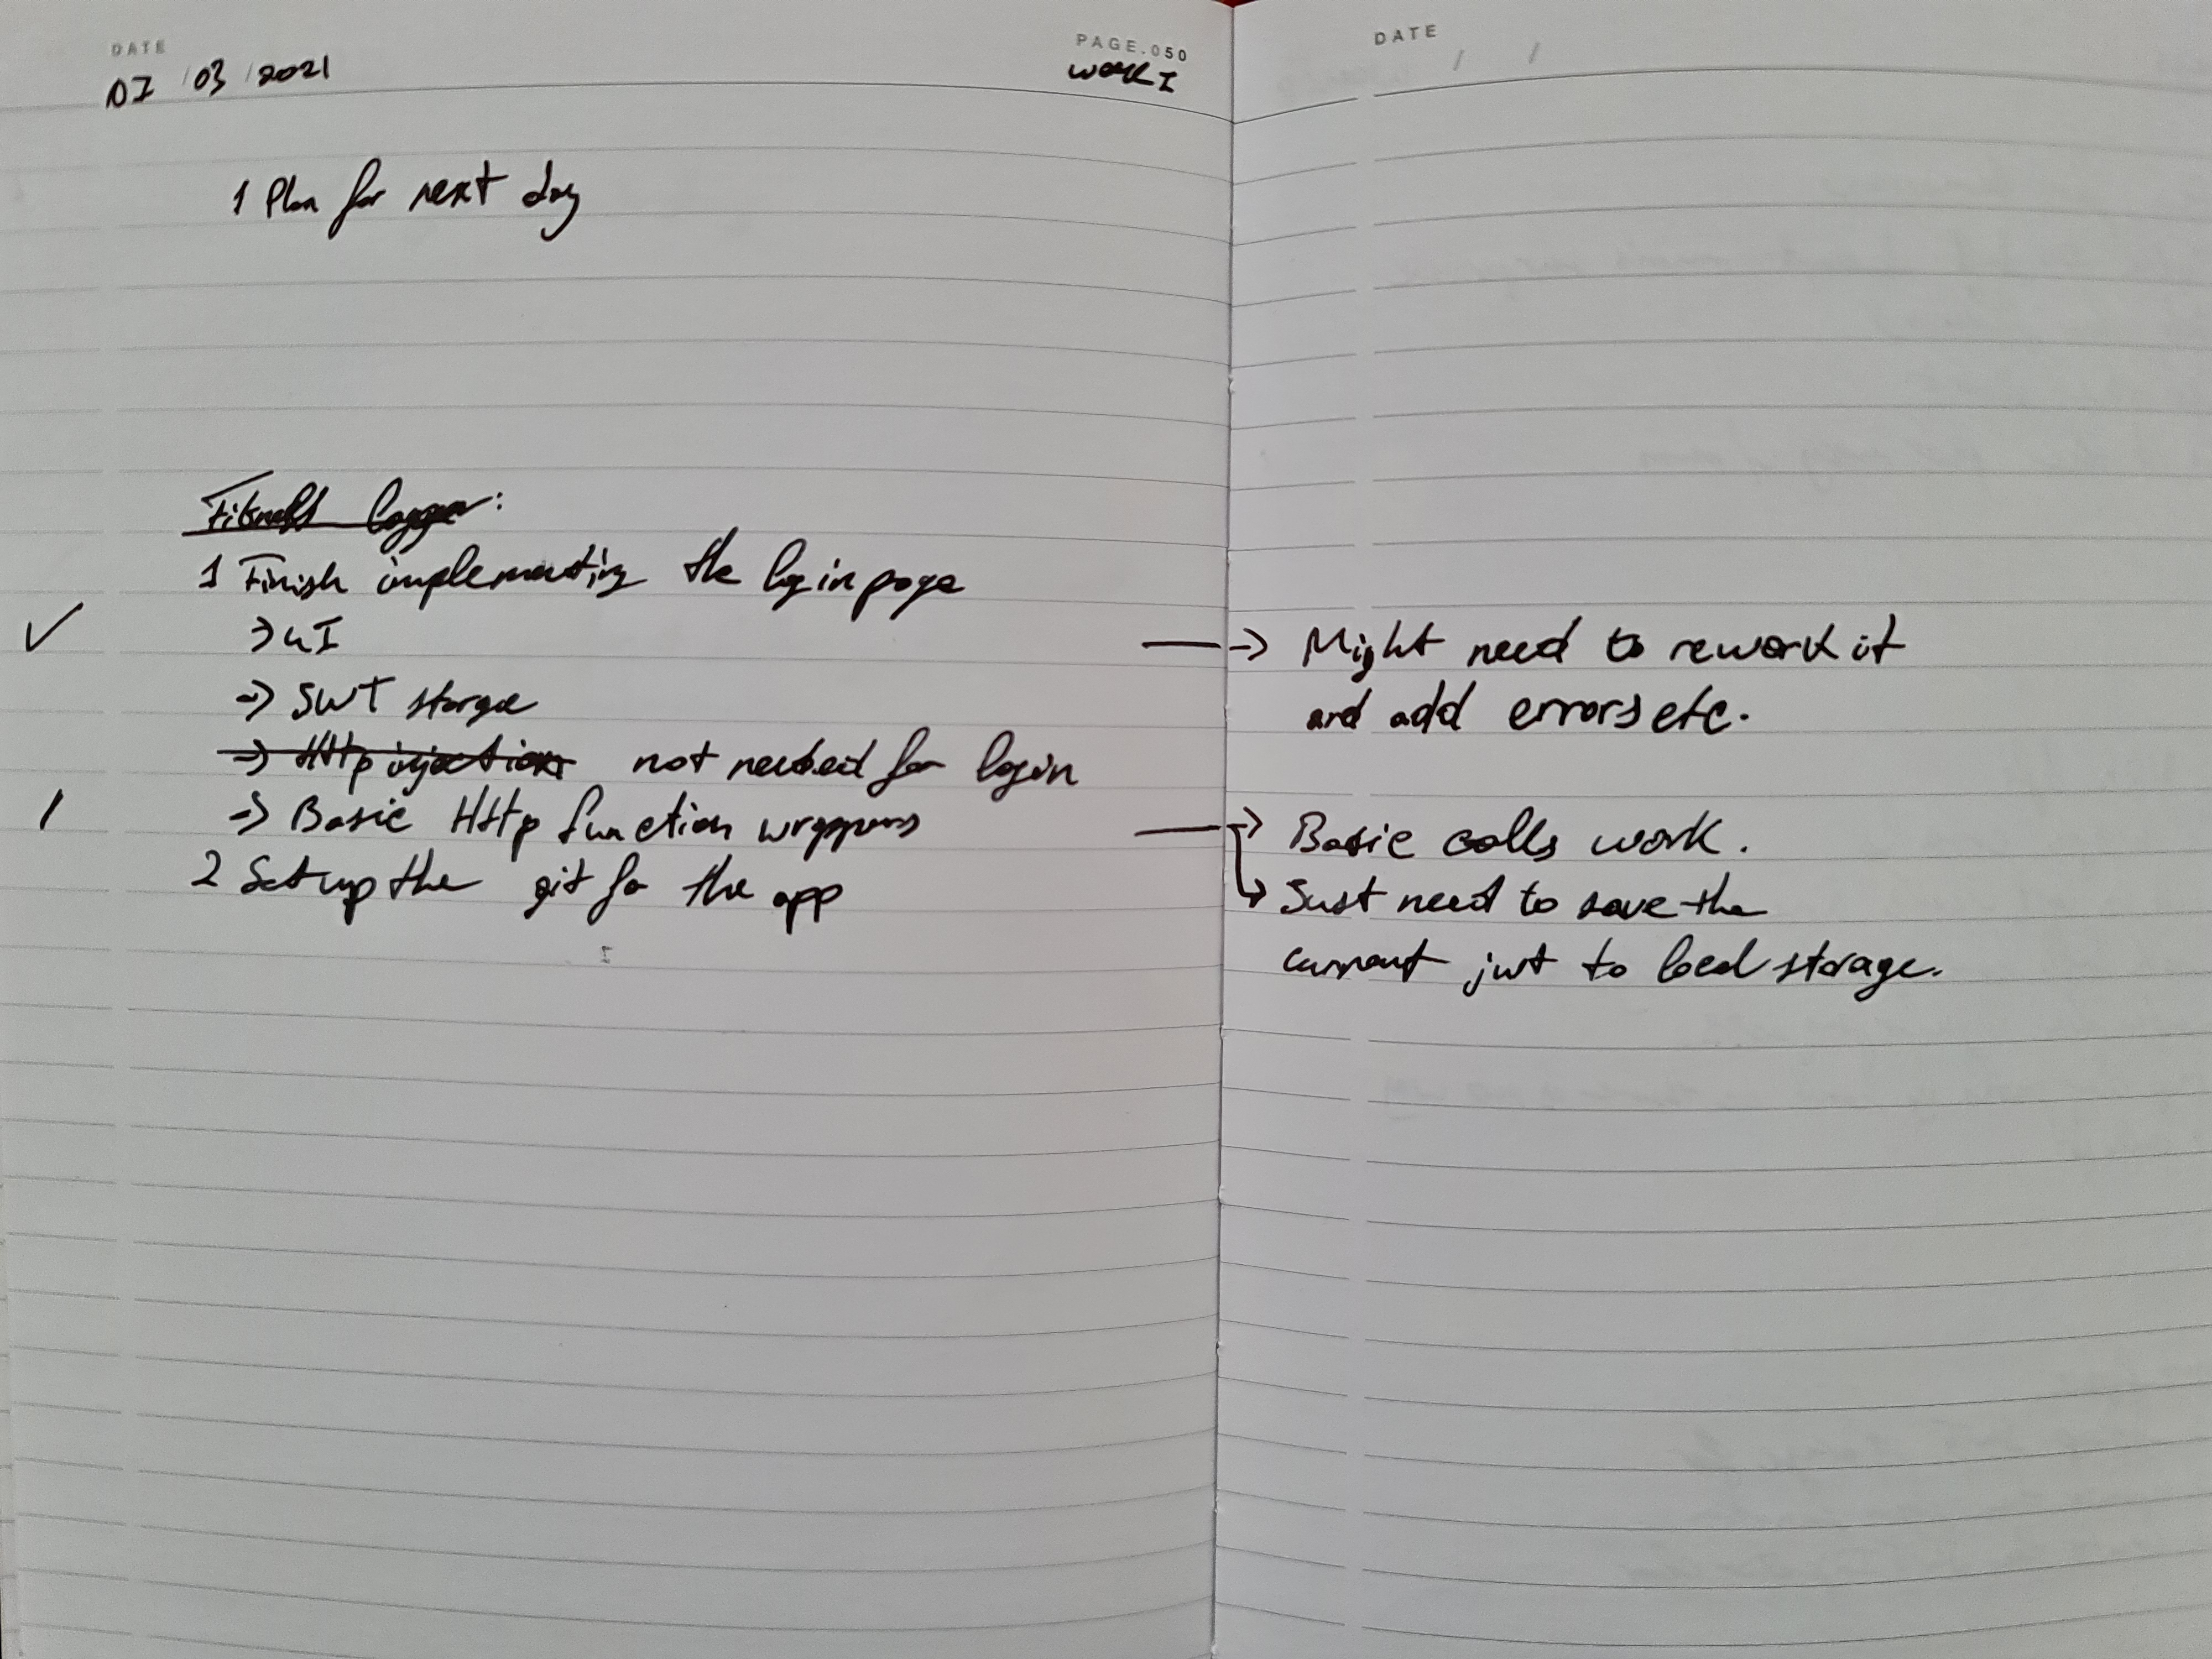 DATE
07 / 03 / 2021
PAGE.050
WORK I
1 Plan for next day
Fitness logger:
1 Finish implementing the login page
✓ → UI
→ JWT storage
→ Http injection not needed for login
/ → Basic Http function wrappers
2 Set up the git for the app
DATE
/ /
→ Might need to rework it
and add errors etc.
→ Basic calls work.
↳ Just need to save the
current jwt to local storage.